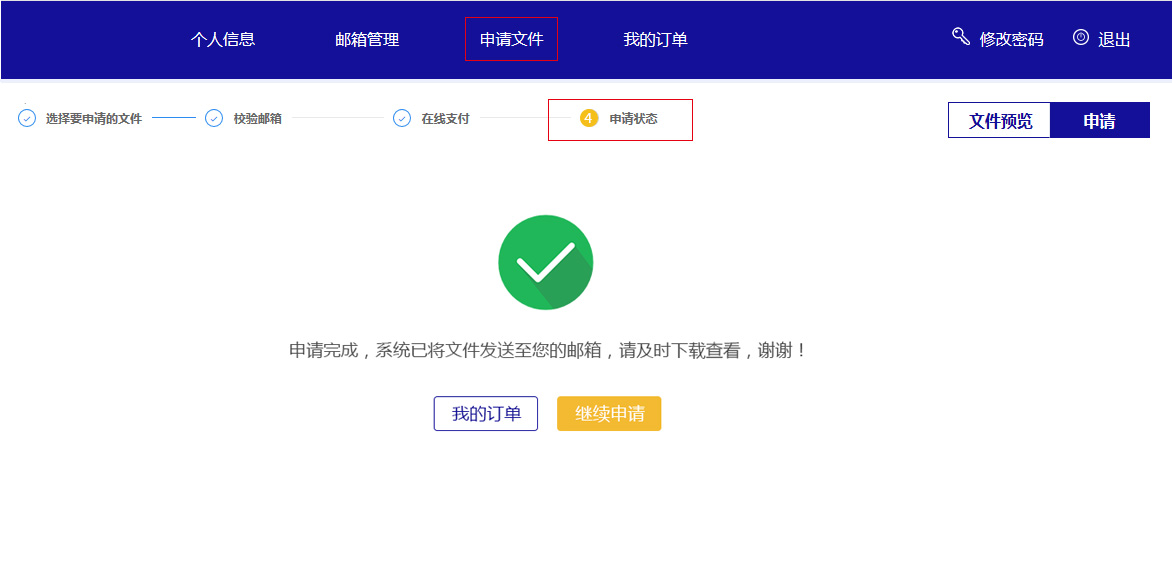 个人信息 邮箱管理 申请文件 我的订单 修改密码 退出
选择要申请的文件 校验邮箱 在线支付 4 申请状态 文件预览 申请
申请完成，系统已将文件发送至您的邮箱，请及时下载查看，谢谢！
我的订单 继续申请